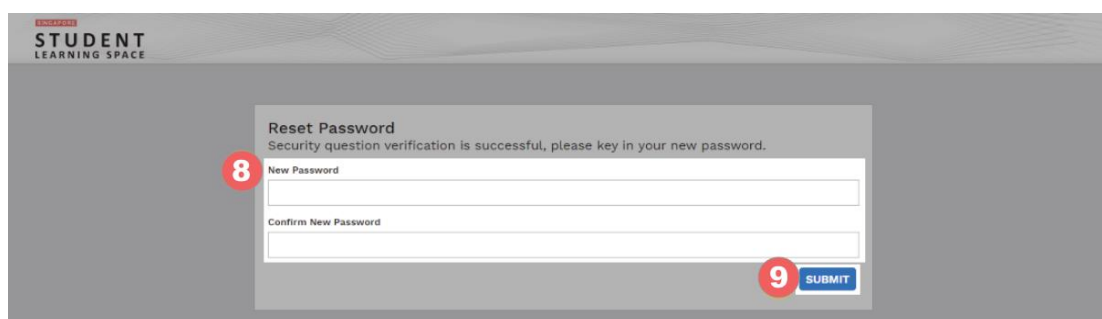 SINGAPORE
STUDENT
LEARNING SPACE
Reset Password
Security question verification is successful, please key in your new password.
8
New Password
Confirm New Password
9
SUBMIT